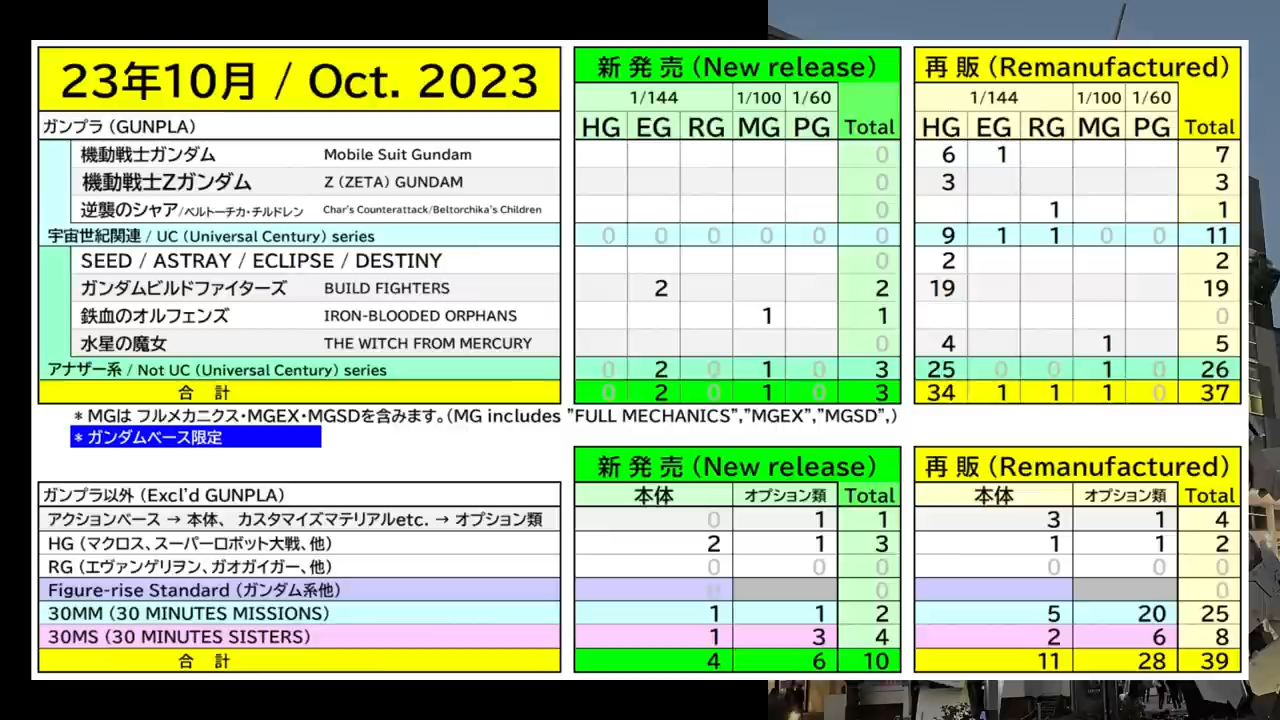 23年10月 / Oct. 2023
新 発 売 (New release)
再 販 (Remanufactured)
1/144 1/100 1/60
1/144 1/100 1/60
ガンプラ (GUNPLA) HG EG RG MG PG Total HG EG RG MG PG Total
機動戦士ガンダム Mobile Suit Gundam 0 6 1 7
機動戦士Zガンダム Z (ZETA) GUNDAM 0 3 3
逆襲のシャア/ベルトーチカ・チルドレン Char's Counterattack/Beltorchika's Children 0 1 1
宇宙世紀関連 / UC (Universal Century) series 0 0 0 0 0 0 9 1 1 0 0 11
SEED / ASTRAY / ECLIPSE / DESTINY 0 2 2
ガンダムビルドファイターズ BUILD FIGHTERS 2 2 19 19
鉄血のオルフェンズ IRON-BLOODED ORPHANS 1 1 0
水星の魔女 THE WITCH FROM MERCURY 0 4 1 5
アナザー系 / Not UC (Universal Century) series 0 2 0 1 0 3 25 0 0 1 0 26
合 計 0 2 0 1 0 3 34 1 1 1 0 37
* MGは フルメカニクス・MGEX・MGSDを含みます。(MG includes "FULL MECHANICS","MGEX","MGSD",)
* ガンダムベース限定
新 発 売 (New release)
再 販 (Remanufactured)
ガンプラ以外 (Excl'd GUNPLA) 本体 オプション類 Total 本体 オプション類 Total
アクションベース → 本体、 カスタマイズマテリアルetc. → オプション類 0 1 1 3 1 4
HG (マクロス、スーパーロボット大戦、他) 2 1 3 1 1 2
RG (エヴァンゲリヲン、ガオガイガー、他) 0 0 0 0 0 0
Figure-rise Standard (ガンダム系他) 0 0 0
30MM (30 MINUTES MISSIONS) 1 1 2 5 20 25
30MS (30 MINUTES SISTERS) 1 3 4 2 6 8
合 計 4 6 10 11 28 39